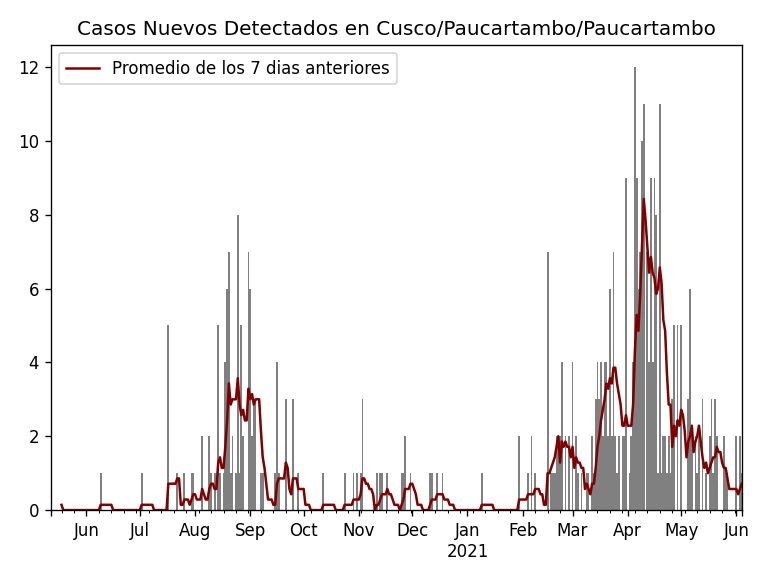 Casos Nuevos Detectados en Cusco/Paucartambo/Paucartambo
Promedio de los 7 dias anteriores
12
10
8
6
4
2
0
Jun Jul Aug Sep Oct Nov Dec Jan Feb Mar Apr May Jun
2021